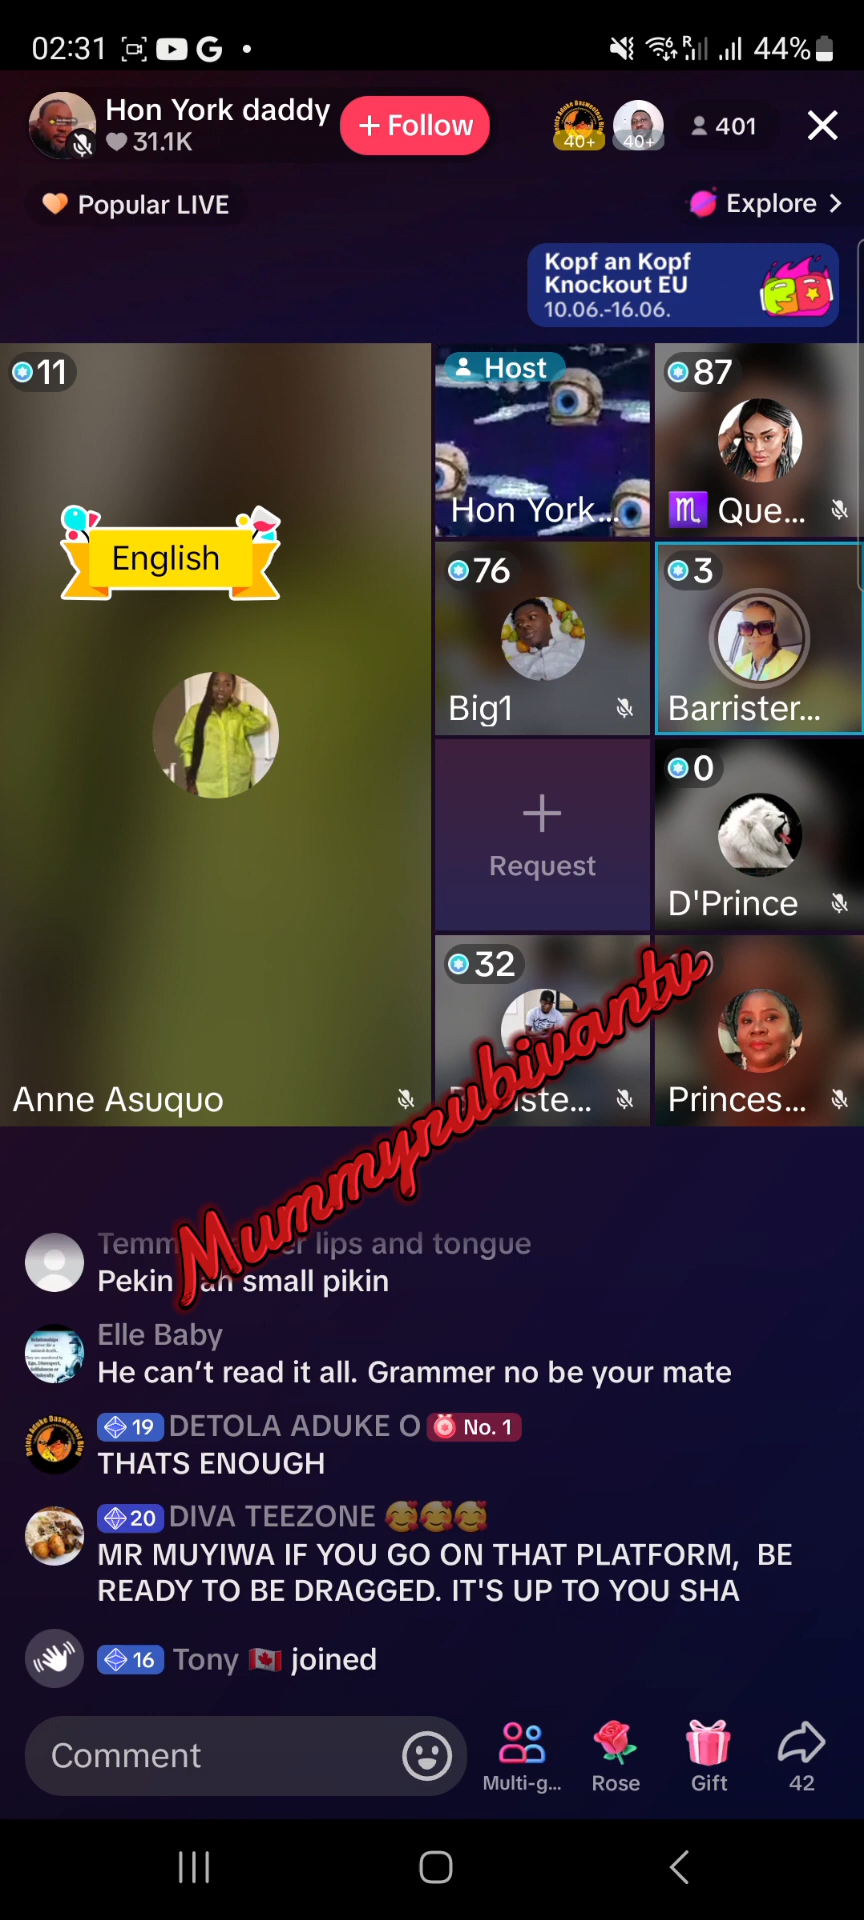 02:31
G
R
44%
Hon York daddy
31.1K
+ Follow
40+
40+
401
Popular LIVE
Explore >
Kopf an Kopf
Knockout EU
10.06.-16.06.
11
English
Anne Asuquo
Host
Hon York...
87
Que...
76
Big1
3
Barrister...
Request
0
D'Prince
32
iste...
Princes...
Mummyrubivantv
lips and tongue
Pekin small pikin
Elle Baby
He can't read it all. Grammer no be your mate
19 DETOLA ADUKE O No. 1
THATS ENOUGH
20 DIVA TEEZONE 🥰🥰🥰
MR MUYIWA IF YOU GO ON THAT PLATFORM, BE
READY TO BE DRAGGED. IT'S UP TO YOU SHA
16 Tony 🇨🇦 joined
Comment
Multi-g...
Rose
Gift
42